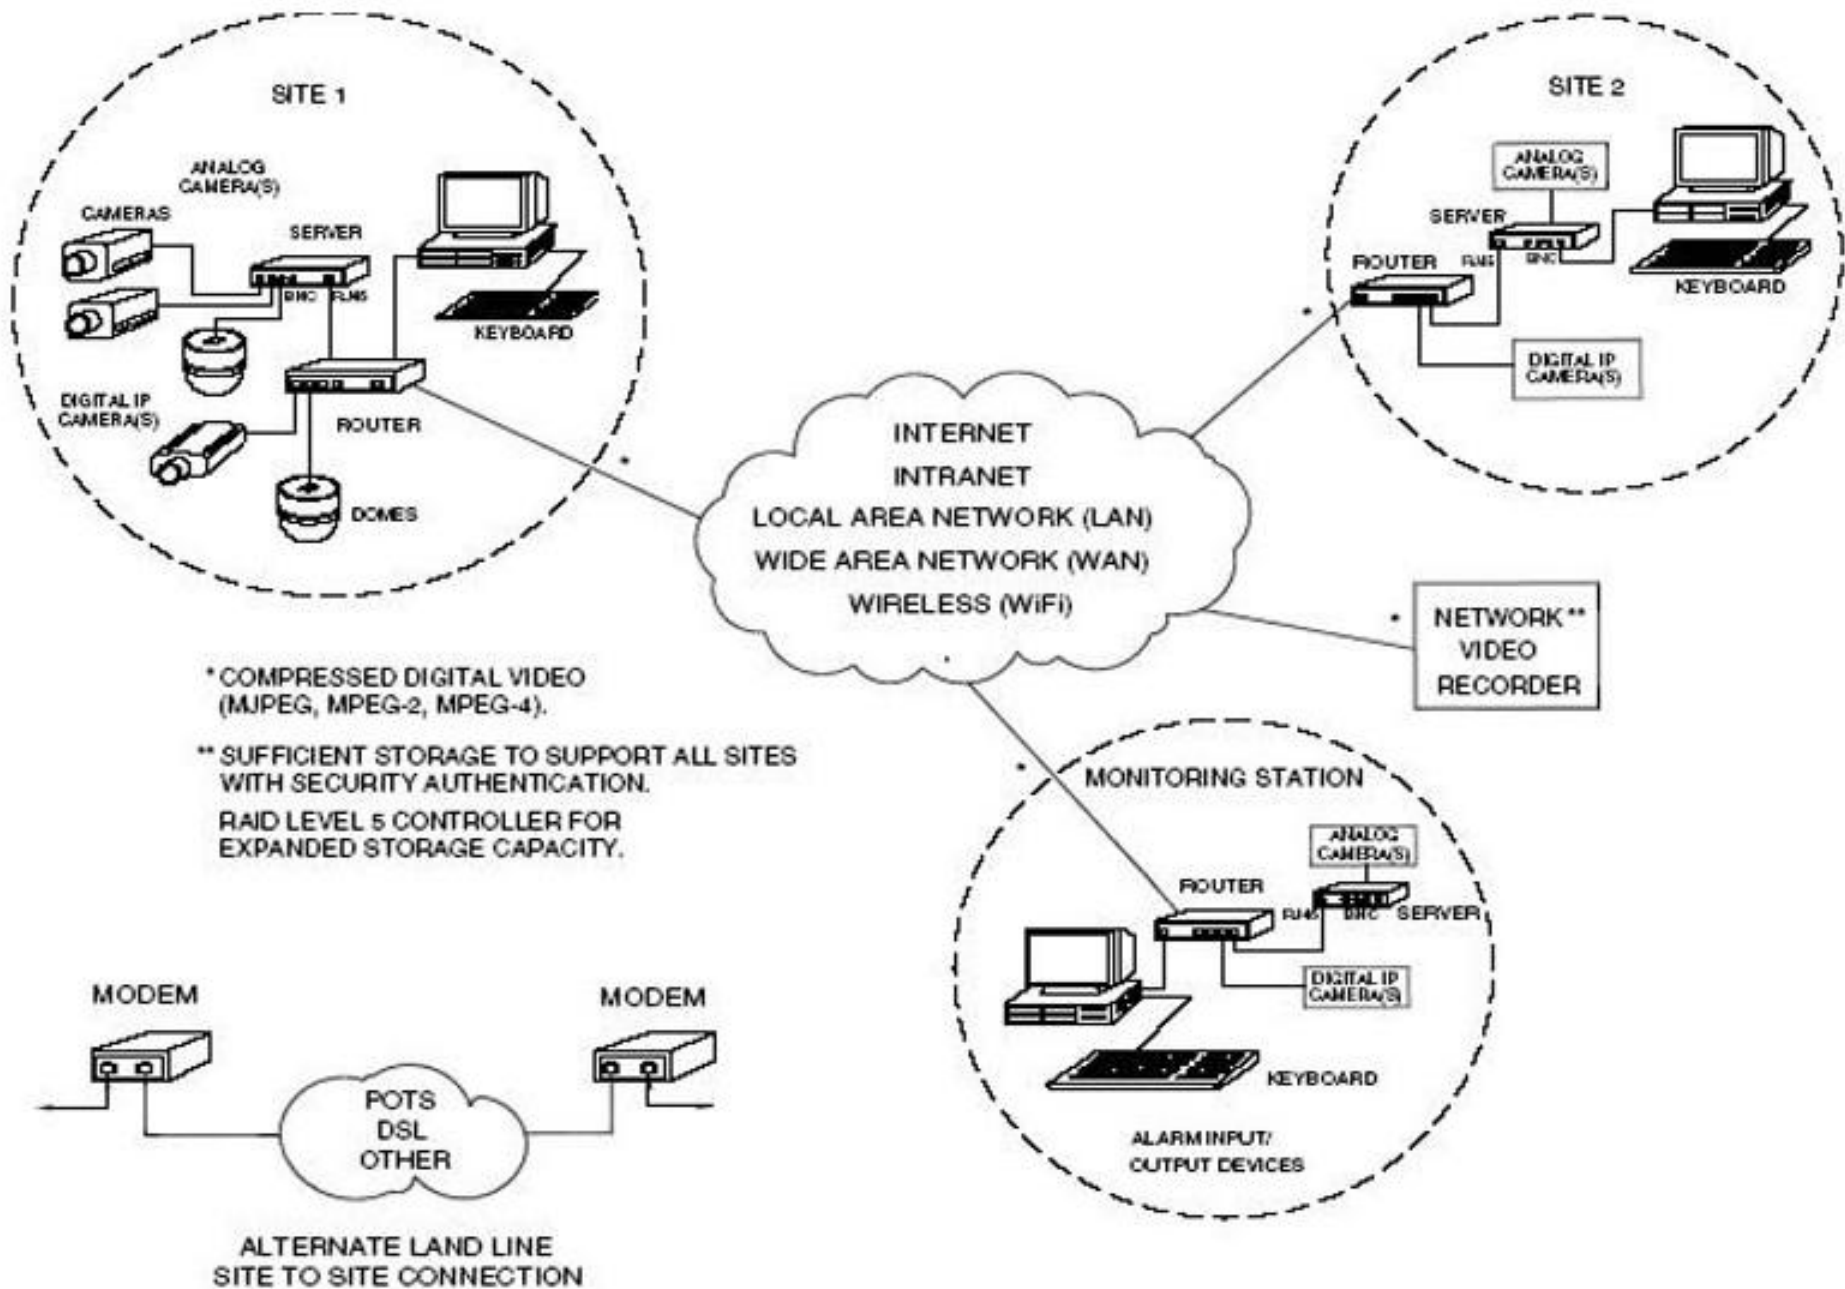 SITE 1
ANALOG
CAMERA(S)
CAMERAS
SERVER
BNC RJ45
KEYBOARD
DIGITAL IP
CAMERA(S)
ROUTER
DOMES
*
SITE 2
ANALOG
CAMERA(S)
SERVER
ROUTER
RJ45
BNC
KEYBOARD
DIGITAL IP
CAMERA(S)
*
INTERNET
INTRANET
LOCAL AREA NETWORK (LAN)
WIDE AREA NETWORK (WAN)
WIRELESS (WiFi)
*
NETWORK **
VIDEO
RECORDER
* COMPRESSED DIGITAL VIDEO
(MJPEG, MPEG-2, MPEG-4).
** SUFFICIENT STORAGE TO SUPPORT ALL SITES
WITH SECURITY AUTHENTICATION.
RAID LEVEL 5 CONTROLLER FOR
EXPANDED STORAGE CAPACITY.
*
MONITORING STATION
ANALOG
CAMERA(S)
ROUTER
RJ45 BNC SERVER
DIGITAL IP
CAMERA(S)
KEYBOARD
ALARM INPUT/
OUTPUT DEVICES
MODEM
MODEM
POTS
DSL
OTHER
ALTERNATE LAND LINE
SITE TO SITE CONNECTION